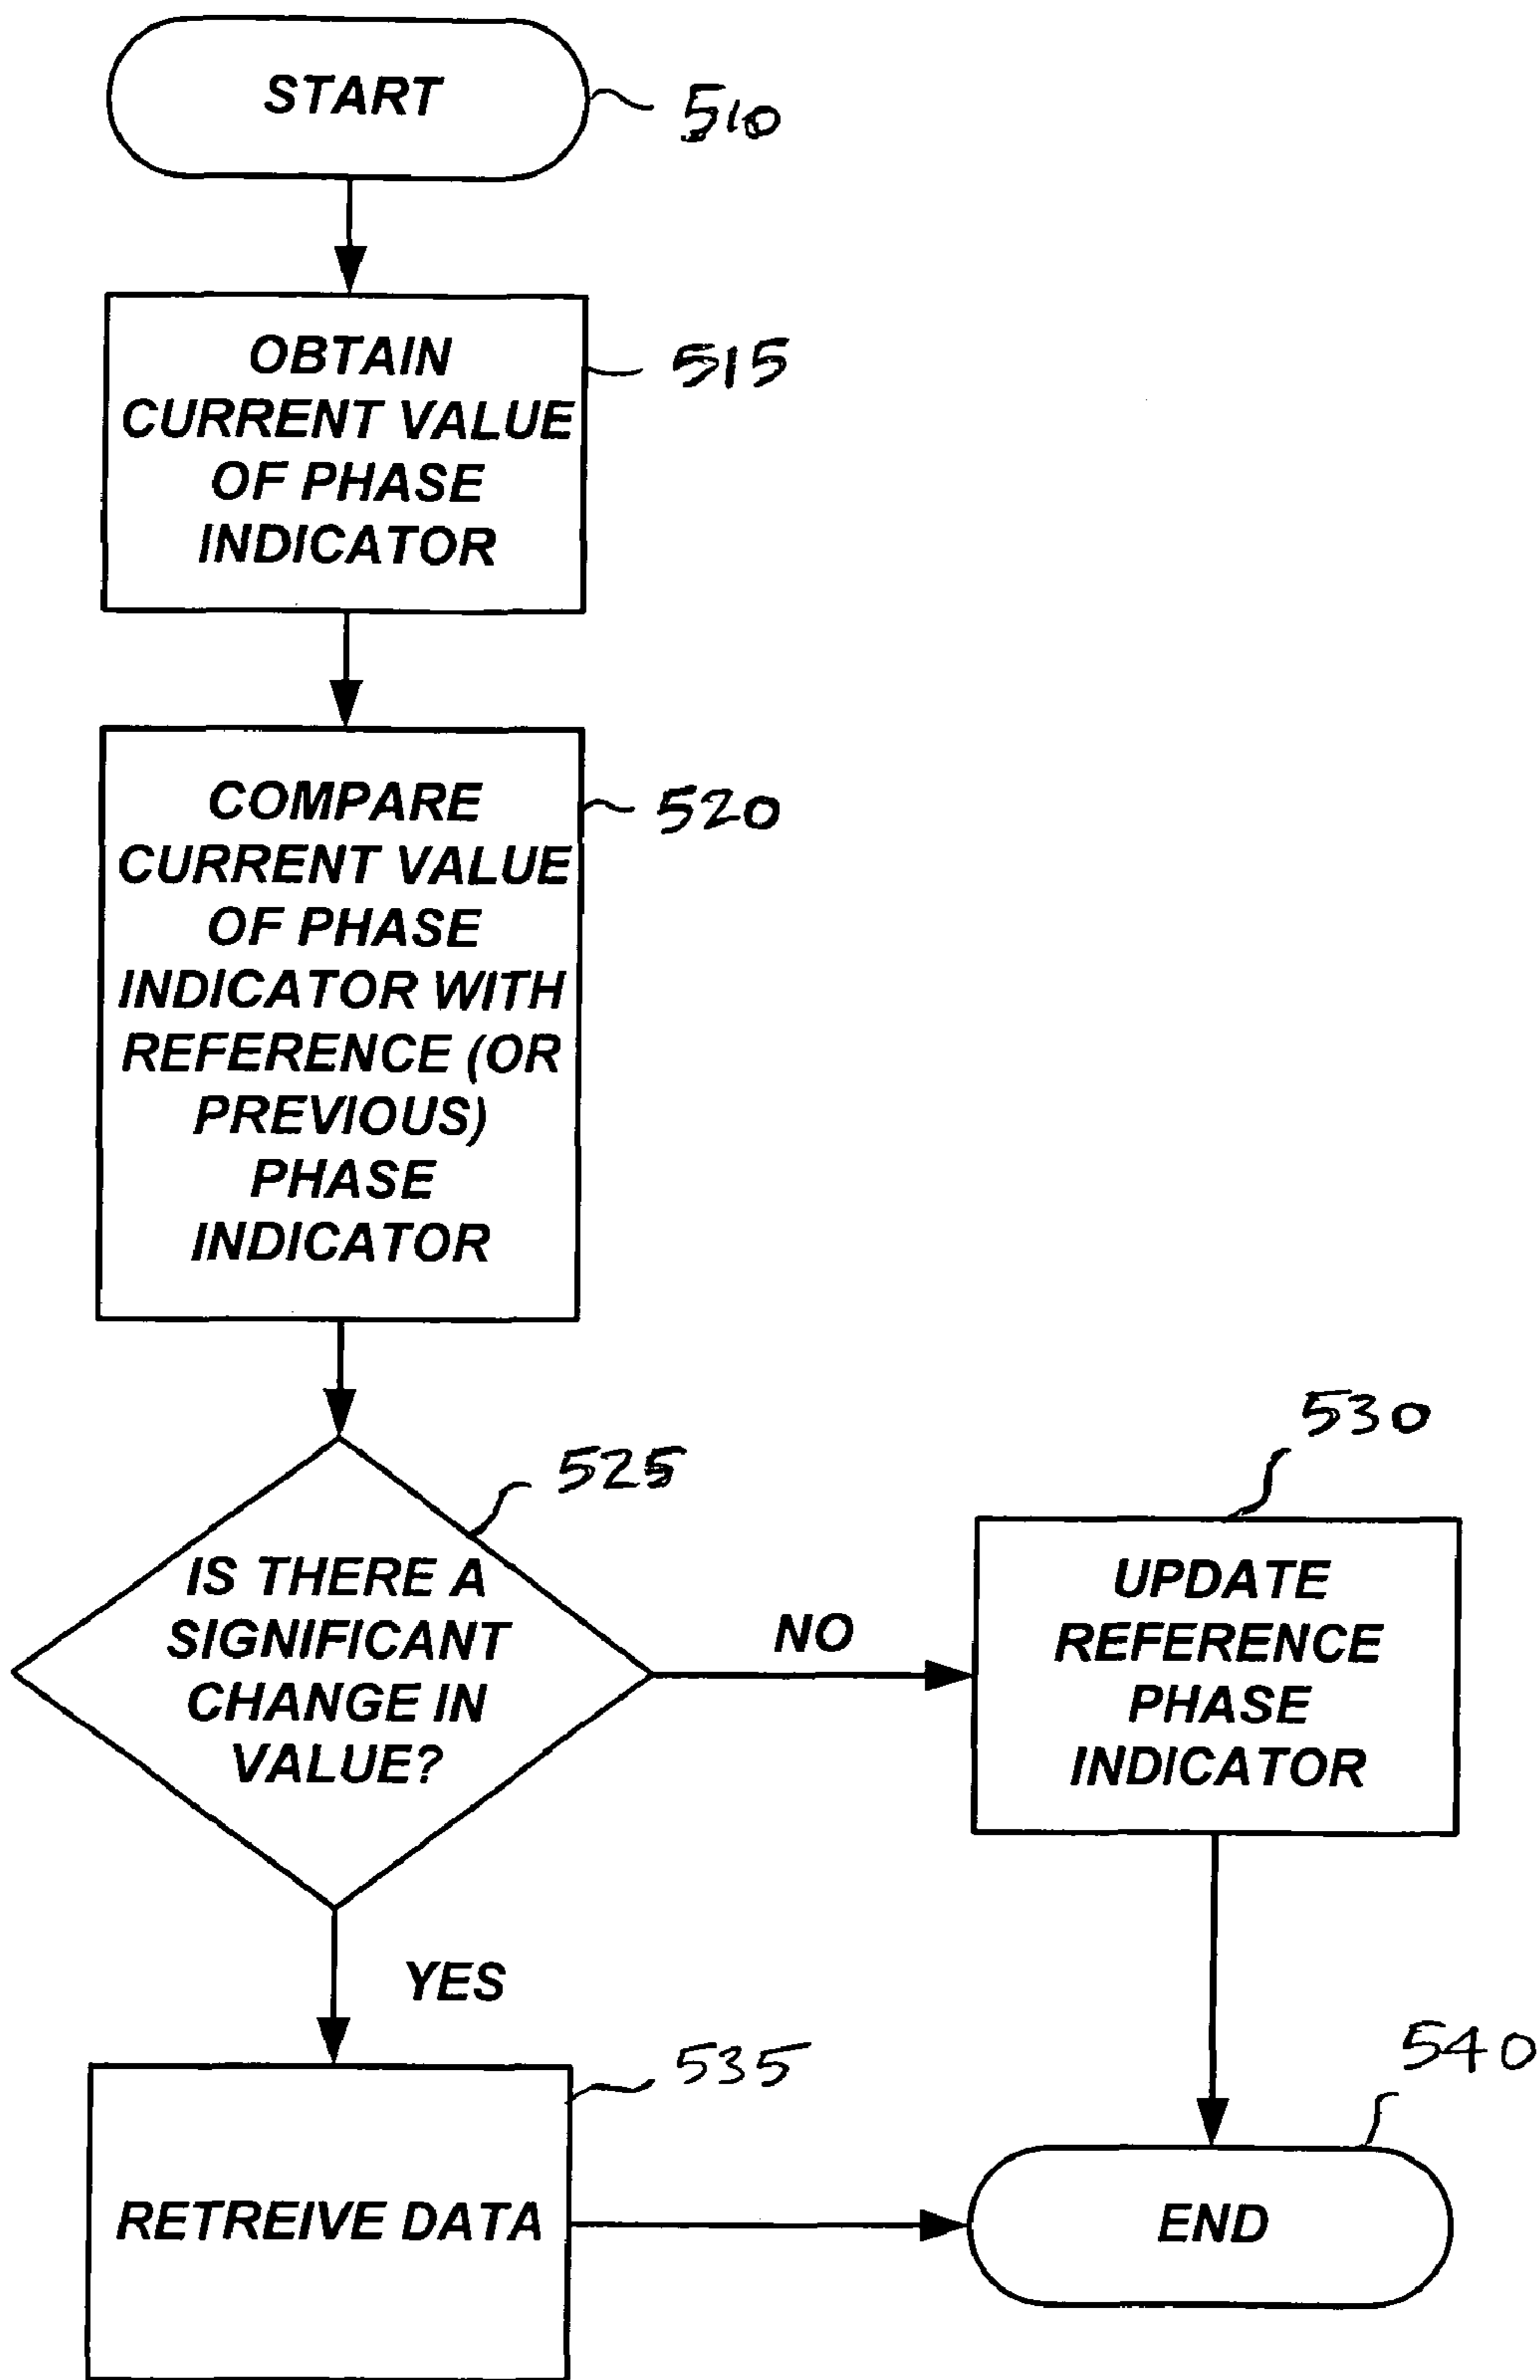 START
510
OBTAIN
CURRENT VALUE
OF PHASE
INDICATOR
515
COMPARE
CURRENT VALUE
OF PHASE
INDICATOR WITH
REFERENCE (OR
PREVIOUS)
PHASE
INDICATOR
520
IS THERE A
SIGNIFICANT
CHANGE IN
VALUE?
525
NO
530
UPDATE
REFERENCE
PHASE
INDICATOR
YES
535
RETREIVE DATA
540
END